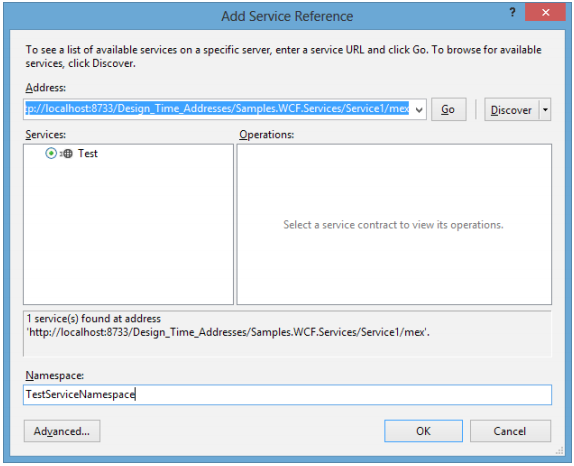 Add Service Reference
?
To see a list of available services on a specific server, enter a service URL and click Go. To browse for available
services, click Discover.
Address:
tp://localhost:8733/Design_Time_Addresses/Samples.WCF.Services/Service1/mex
Go
Discover
Services:
Operations:
Test
Select a service contract to view its operations.
1 service(s) found at address
'http://localhost:8733/Design_Time_Addresses/Samples.WCF.Services/Service1/mex'.
Namespace:
TestServiceNamespace
Advanced...
OK
Cancel